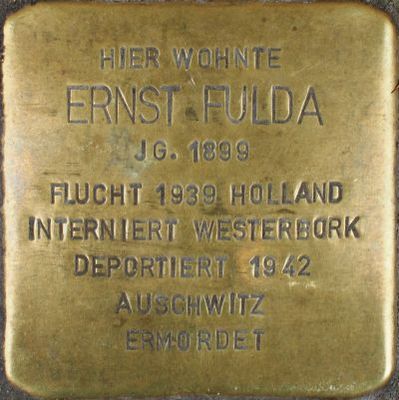 HIER WOHNTE
ERNST FULDA
JG. 1899
FLUCHT 1939 HOLLAND
INTERNIERT WESTERBORK
DEPORTIERT 1942
AUSCHWITZ
ERMORDET